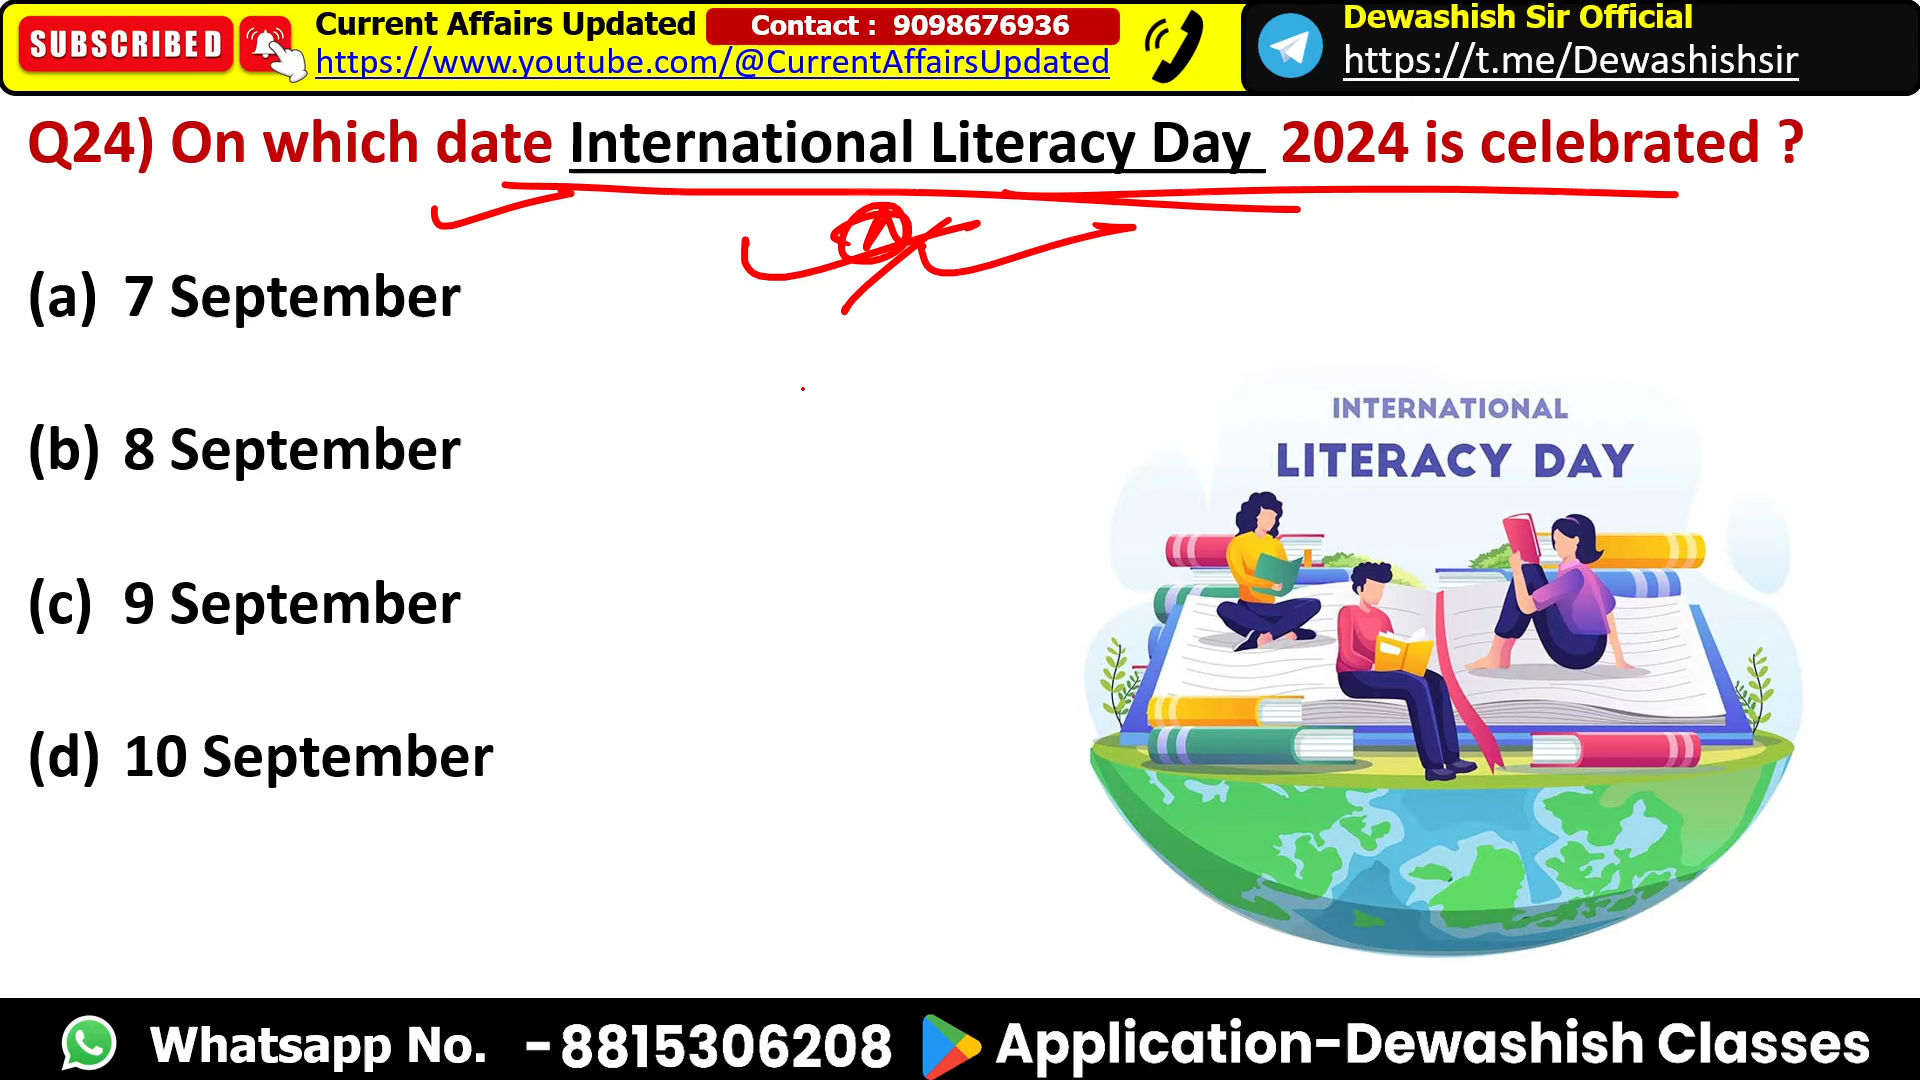 SUBSCRIBED
Current Affairs Updated
Contact : 9098676936
https://www.youtube.com/@CurrentAffairsUpdated
Dewashish Sir Official
https://t.me/Dewashishsir
Q24) On which date International Literacy Day 2024 is celebrated ?
(a) 7 September
(b) 8 September
(c) 9 September
(d) 10 September
INTERNATIONAL
LITERACY DAY
Whatsapp No. -8815306208 Application-Dewashish Classes